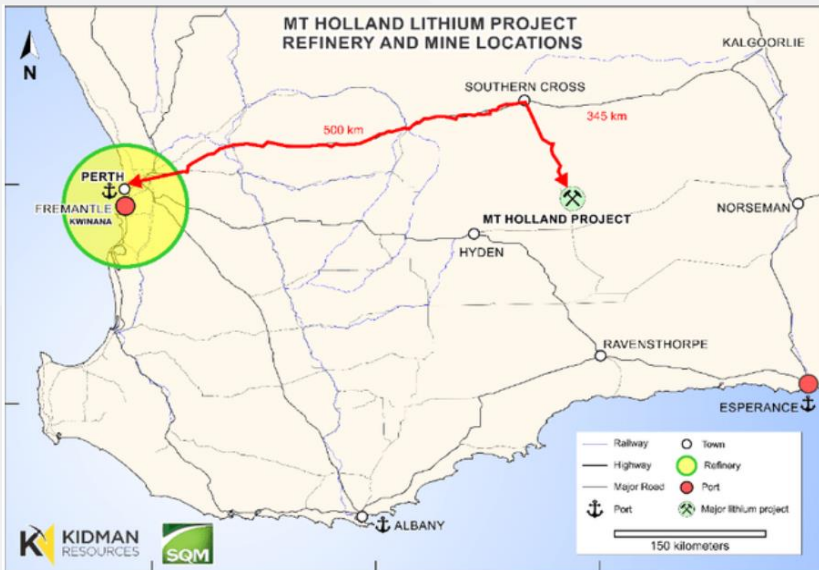 MT HOLLAND LITHIUM PROJECT
REFINERY AND MINE LOCATIONS
N
KALGOORLIE
SOUTHERN CROSS
500 km
345 km
PERTH
FREMANTLE
KWINANA
MT HOLLAND PROJECT
NORSEMAN
HYDEN
RAVENSTHORPE
ESPERANCE
ALBANY
Railway
Town
Highway
Refinery
Major Road
Port
Port
Major lithium project
150 kilometers
KIDMAN
RESOURCES
SQM